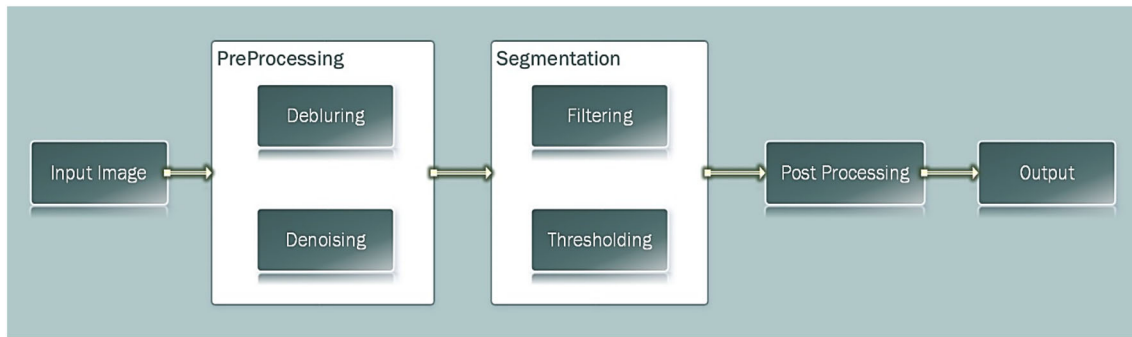 Input Image
PreProcessing
Debluring
Denoising
Segmentation
Filtering
Thresholding
Post Processing
Output